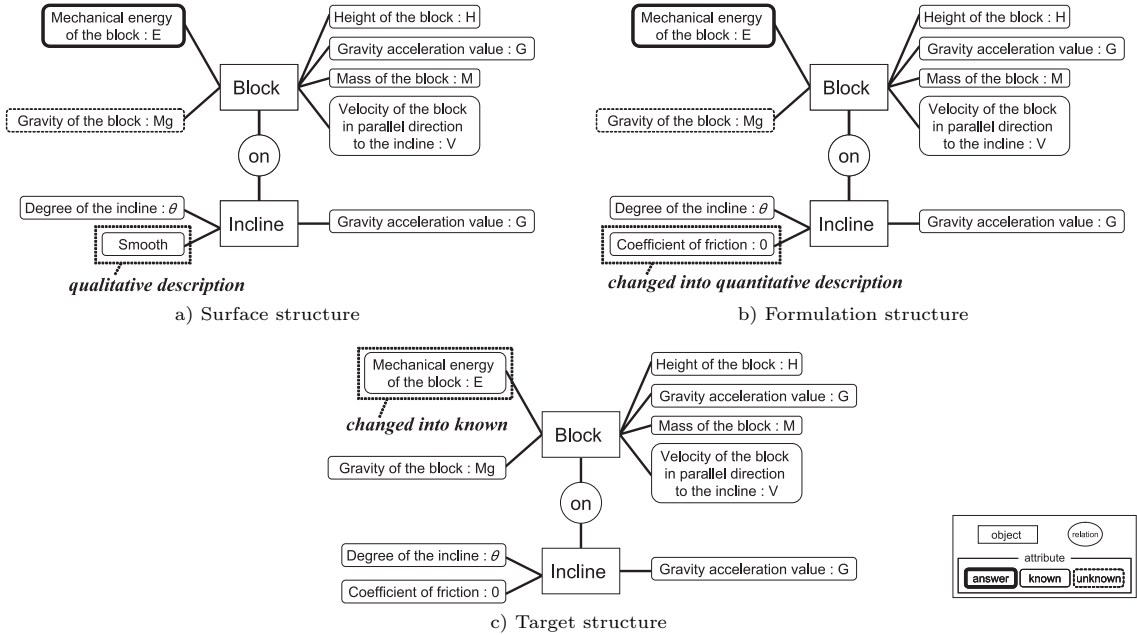 Mechanical energy
of the block : E
Gravity of the block : Mg
Block
Height of the block : H
Gravity acceleration value : G
Mass of the block : M
Velocity of the block
in parallel direction
to the incline : V
on
Degree of the incline : θ
Smooth
Incline
Gravity acceleration value : G
qualitative description
a) Surface structure
Mechanical energy
of the block : E
Gravity of the block : Mg
Block
Height of the block : H
Gravity acceleration value : G
Mass of the block : M
Velocity of the block
in parallel direction
to the incline : V
on
Degree of the incline : θ
Coefficient of friction : 0
Incline
Gravity acceleration value : G
changed into quantitative description
b) Formulation structure
Mechanical energy
of the block : E
changed into known
Gravity of the block : Mg
Block
Height of the block : H
Gravity acceleration value : G
Mass of the block : M
Velocity of the block
in parallel direction
to the incline : V
on
Degree of the incline : θ
Coefficient of friction : 0
Incline
Gravity acceleration value : G
c) Target structure
object
relation
attribute
answer
known
unknown